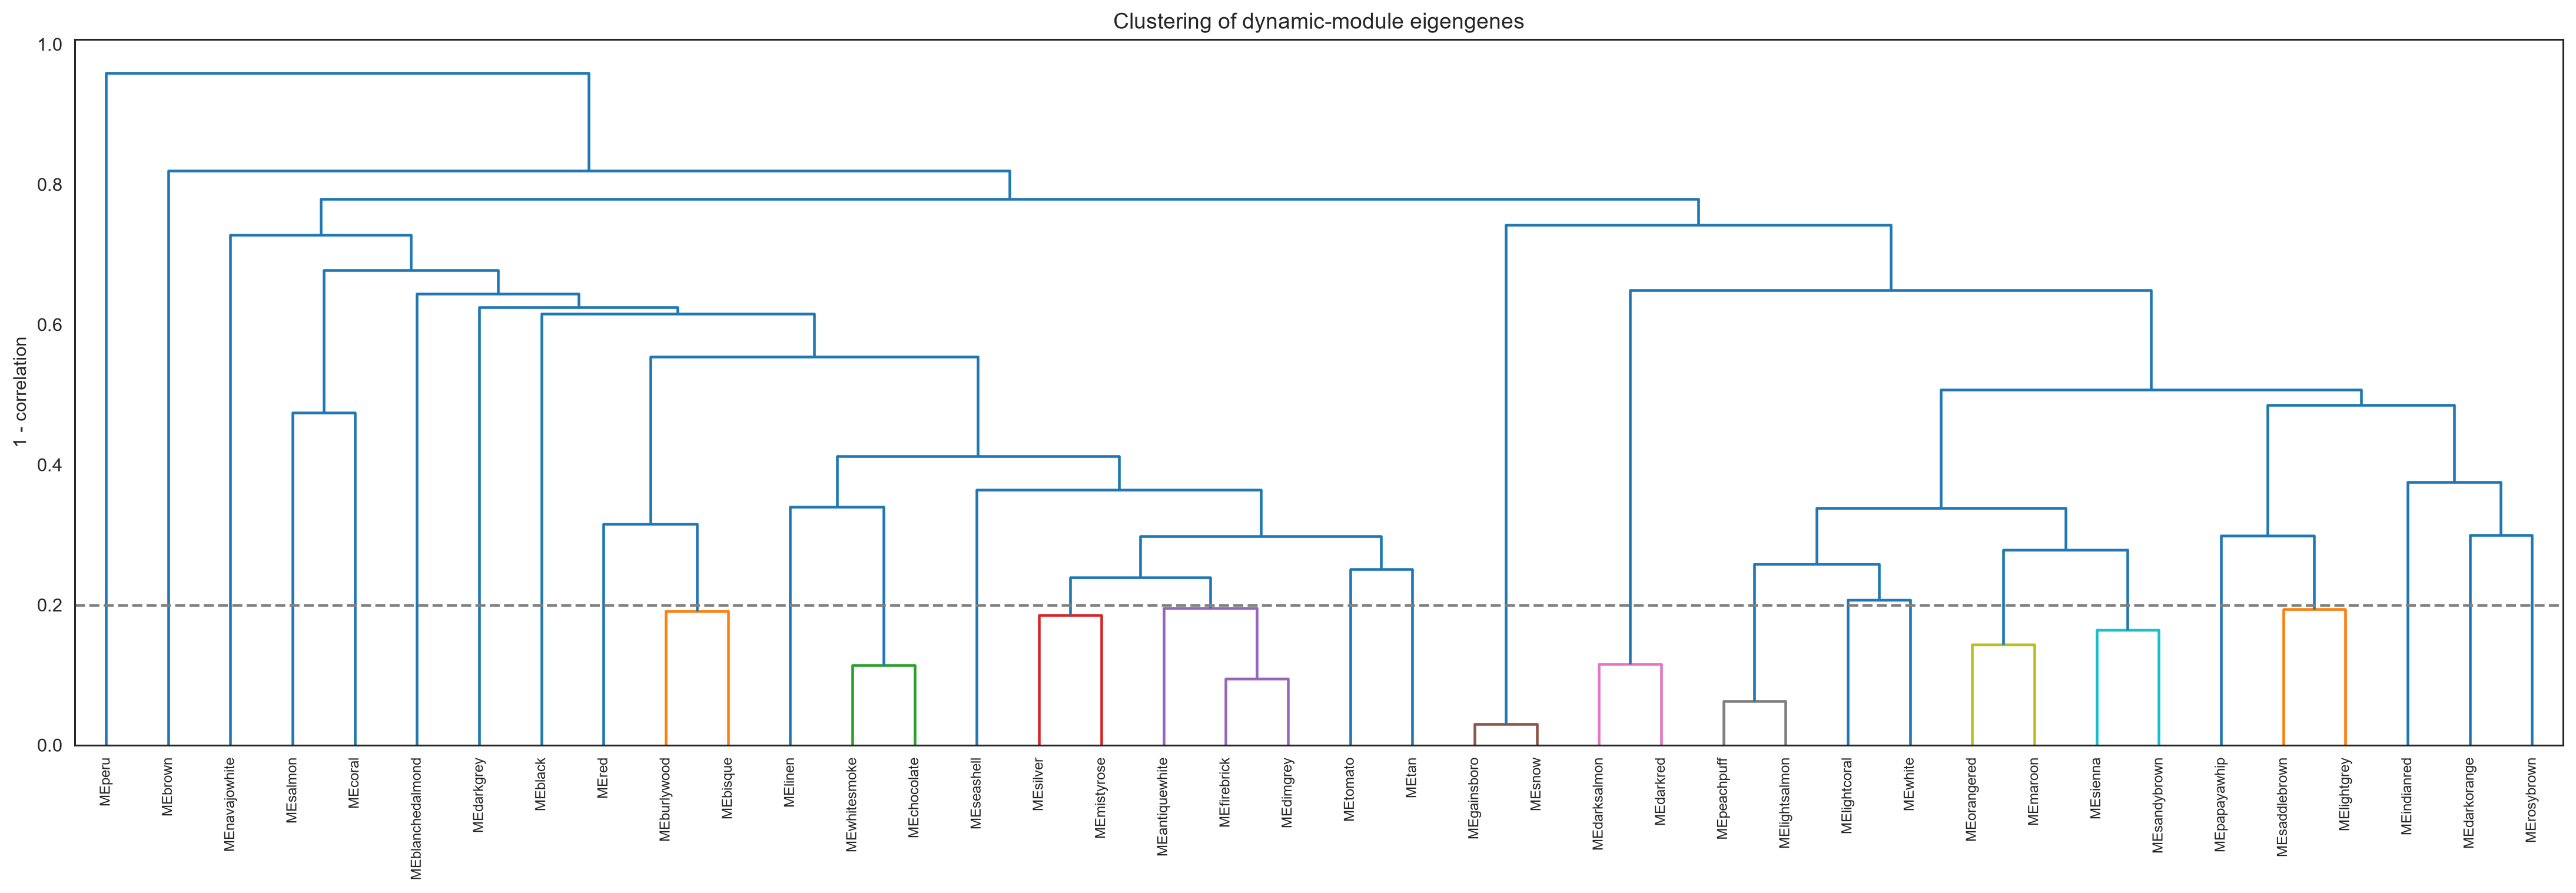 Clustering of dynamic-module eigengenes
1.0
0.8
0.6
0.4
0.2
0.0
1 - correlation
MEperu
MEbrown
MEnavajowhite
MEsalmon
MEcoral
MEblanchedalmond
MEdarkgrey
MEblack
MEred
MEburlywood
MEbisque
MElinen
MEwhitesmoke
MEchocolate
MEseashell
MEsilver
MEmistyrose
MEantiquewhite
MEfirebrick
MEdimgrey
MEtomato
MEtan
MEgainsboro
MEsnow
MEdarksalmon
MEdarkred
MEpeachpuff
MElightsalmon
MElightcoral
MEwhite
MEorangered
MEmaroon
MEsienna
MEsandybrown
MEpapayawhip
MEsaddlebrown
MElightgrey
MEindianred
MEdarkorange
MErosybrown